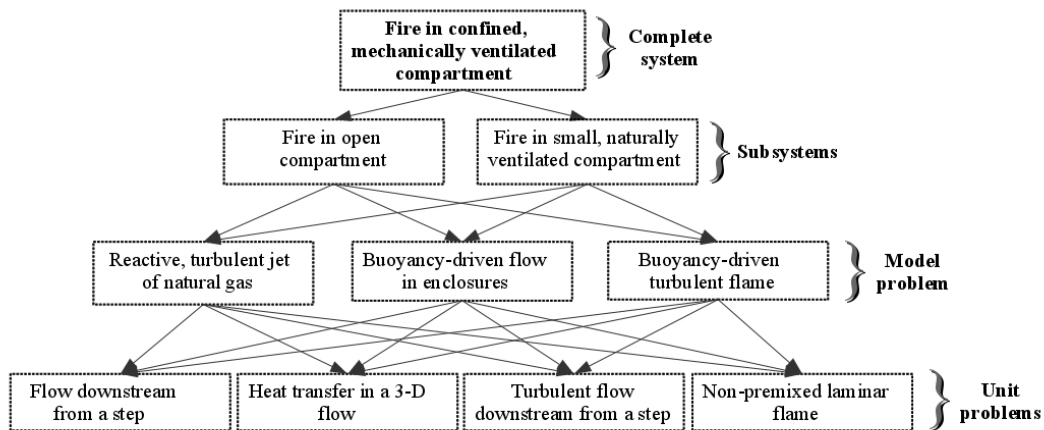 Fire in confined,
mechanically ventilated
compartment
Complete
system
Fire in open
compartment
Fire in small, naturally
ventilated compartment
Subsystems
Reactive, turbulent jet
of natural gas
Buoyancy-driven flow
in enclosures
Buoyancy-driven
turbulent flame
Model
problem
Flow downstream
from a step
Heat transfer in a 3-D
flow
Turbulent flow
downstream from a step
Non-premixed laminar
flame
Unit
problems